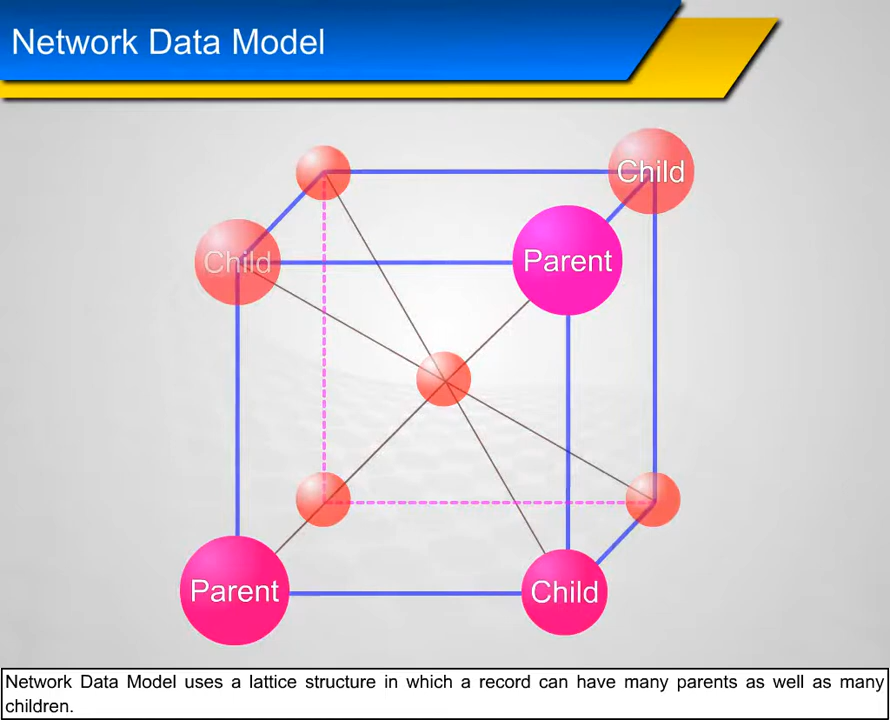 Network Data Model
Child
Child
Parent
Parent
Child
Network Data Model uses a lattice structure in which a record can have many parents as well as many
children.